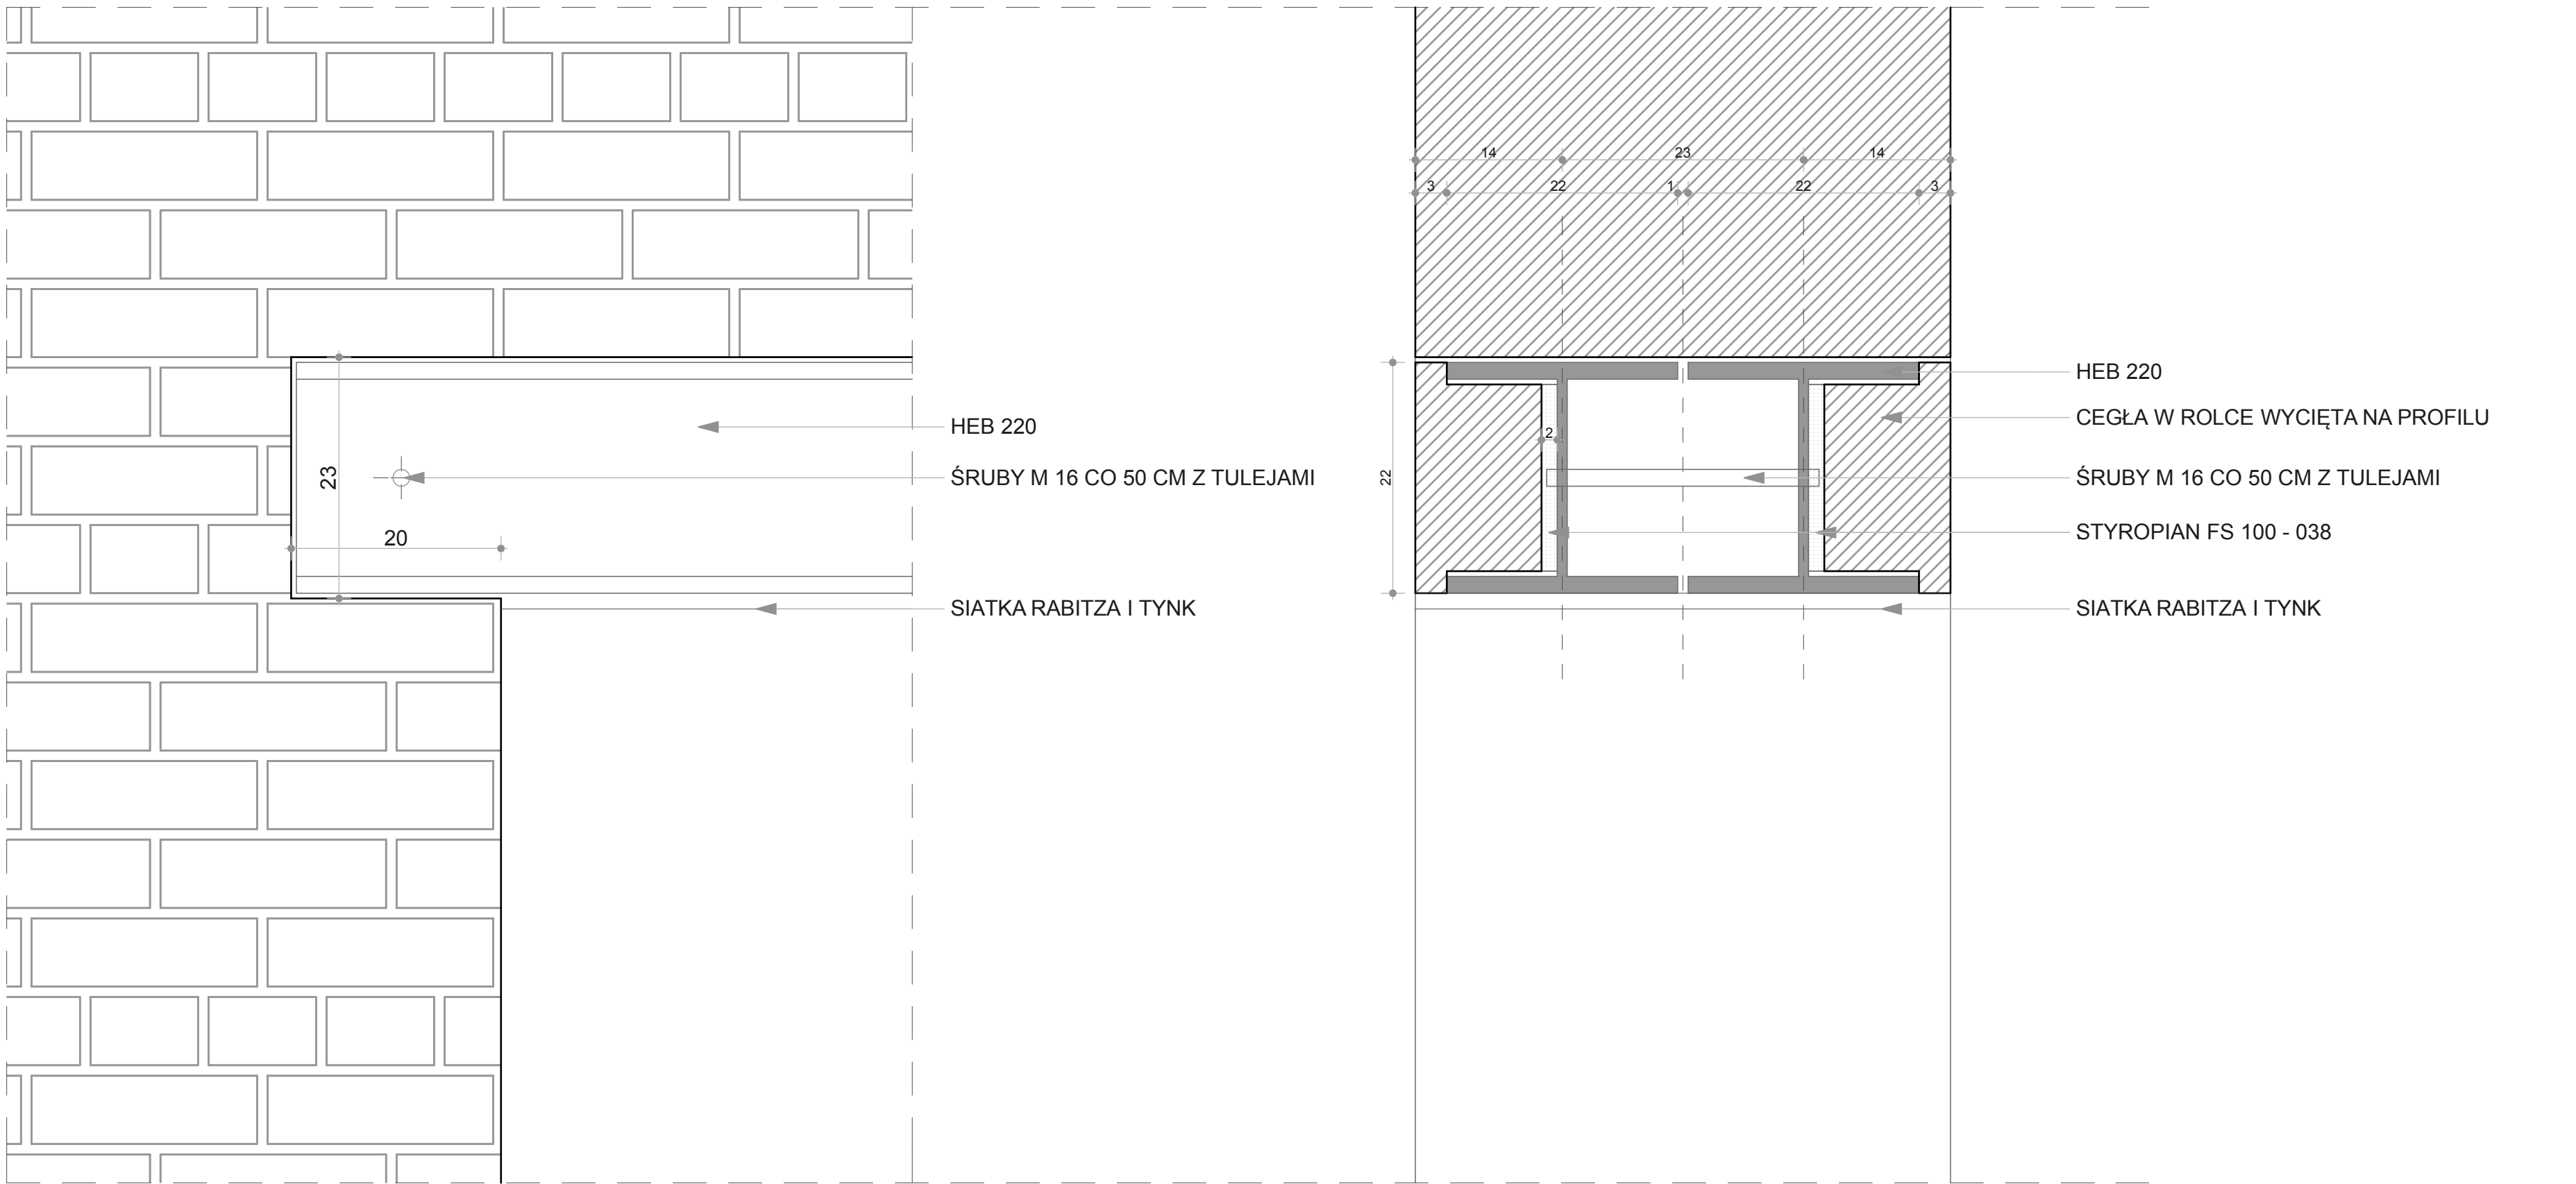 23
20
HEB 220
ŚRUBY M 16 CO 50 CM Z TULEJAMI
SIATKA RABITZA I TYNK
14 23 14
3 22 1 22 3
2
22
HEB 220
CEGŁA W ROLCE WYCIĘTA NA PROFILU
ŚRUBY M 16 CO 50 CM Z TULEJAMI
STYROPIAN FS 100 - 038
SIATKA RABITZA I TYNK